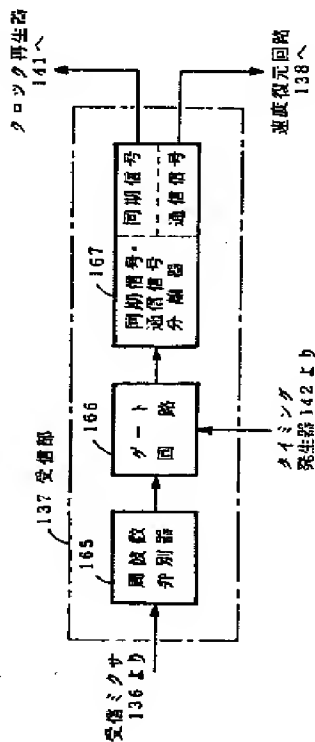 137 受信部
受信ミクサ
136より
165
周波数
弁別器
166
ゲート
回路
タイミング
発生器142より
167
同期信号・
通信信号
分離器
同期信号
通信信号
クロック再生器
141へ
速度復元回路
138へ